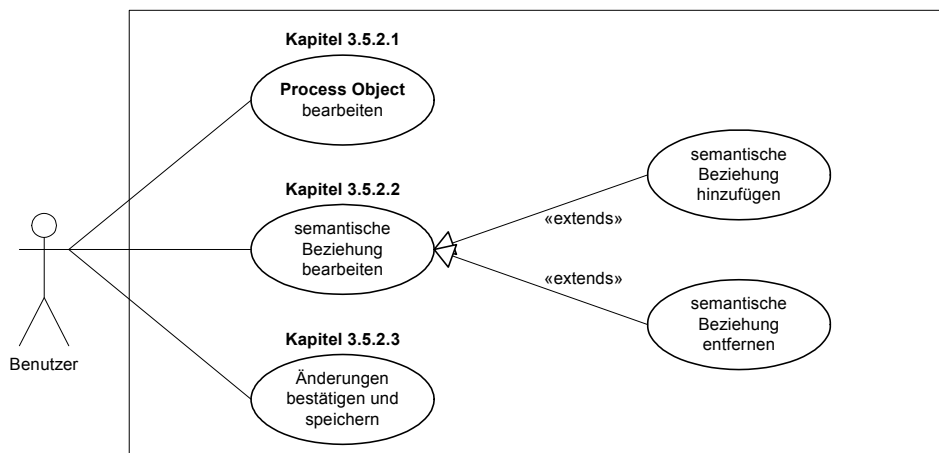 Kapitel 3.5.2.1
Process Object
bearbeiten
Kapitel 3.5.2.2
semantische
Beziehung
bearbeiten
Kapitel 3.5.2.3
Änderungen
bestätigen und
speichern
Benutzer
«extends»
«extends»
semantische
Beziehung
hinzufügen
semantische
Beziehung
entfernen